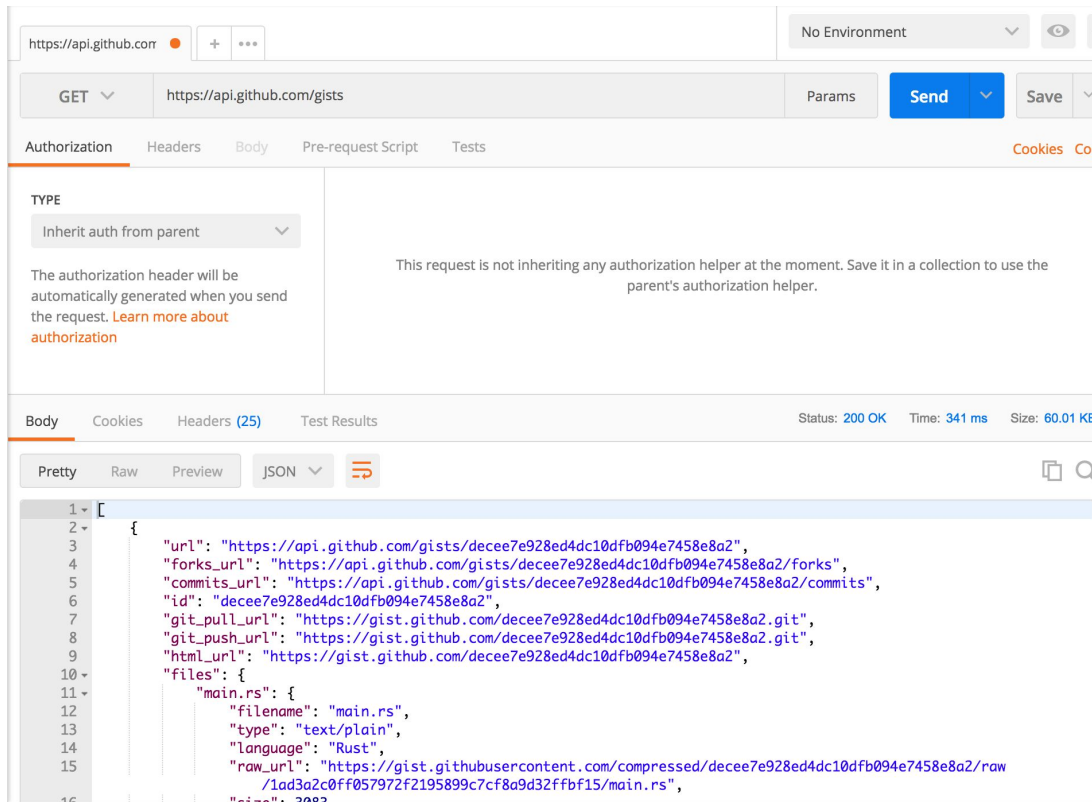 https://api.github.com
No Environment
GET https://api.github.com/gists Params Send Save
Authorization Headers Body Pre-request Script Tests Cookies Co
TYPE
Inherit auth from parent
The authorization header will be
automatically generated when you send
the request. Learn more about
authorization
This request is not inheriting any authorization helper at the moment. Save it in a collection to use the
parent's authorization helper.
Body Cookies Headers (25) Test Results Status: 200 OK Time: 341 ms Size: 60.01 KB
Pretty Raw Preview JSON
1 [
2 {
3 "url": "https://api.github.com/gists/decee7e928ed4dc10dfb094e7458e8a2",
4 "forks_url": "https://api.github.com/gists/decee7e928ed4dc10dfb094e7458e8a2/forks",
5 "commits_url": "https://api.github.com/gists/decee7e928ed4dc10dfb094e7458e8a2/commits",
6 "id": "decee7e928ed4dc10dfb094e7458e8a2",
7 "git_pull_url": "https://gist.github.com/decee7e928ed4dc10dfb094e7458e8a2.git",
8 "git_push_url": "https://gist.github.com/decee7e928ed4dc10dfb094e7458e8a2.git",
9 "html_url": "https://gist.github.com/decee7e928ed4dc10dfb094e7458e8a2",
10 "files": {
11 "main.rs": {
12 "filename": "main.rs",
13 "type": "text/plain",
14 "language": "Rust",
15 "raw_url": "https://gist.githubusercontent.com/compressed/decee7e928ed4dc10dfb094e7458e8a2/raw
/1ad3a2c0ff057972f2195899c7cf8a9d32ffbf15/main.rs",
16 "size": 3083